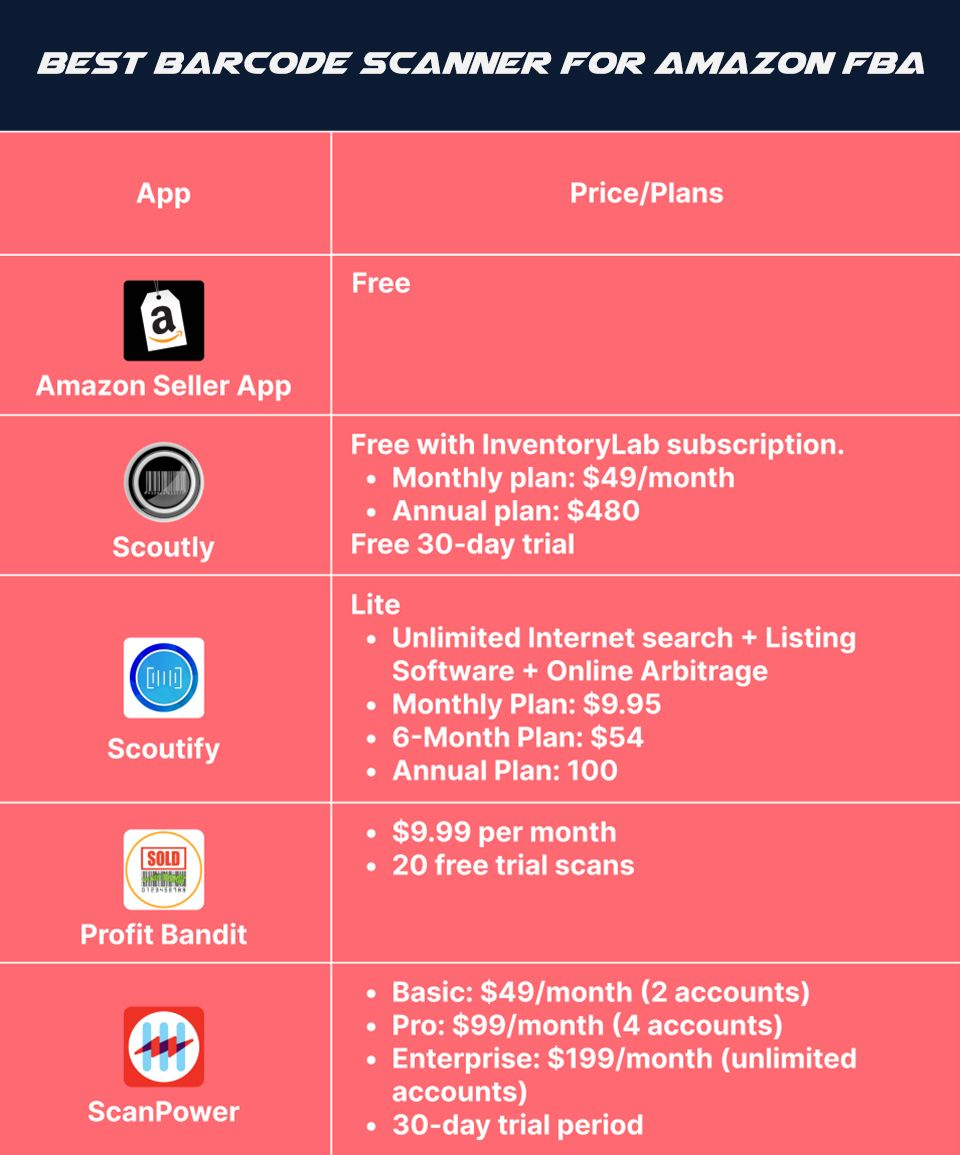 BEST BARCODE SCANNER FOR AMAZON FBA
App
Price/Plans
a
Amazon Seller App
Free
Scoutly
Free with InventoryLab subscription.
• Monthly plan: $49/month
• Annual plan: $480
Free 30-day trial
Scoutify
Lite
• Unlimited Internet search + Listing
Software + Online Arbitrage
• Monthly Plan: $9.95
• 6-Month Plan: $54
• Annual Plan: 100
SOLD
Profit Bandit
• $9.99 per month
• 20 free trial scans
ScanPower
• Basic: $49/month (2 accounts)
• Pro: $99/month (4 accounts)
• Enterprise: $199/month (unlimited
accounts)
• 30-day trial period